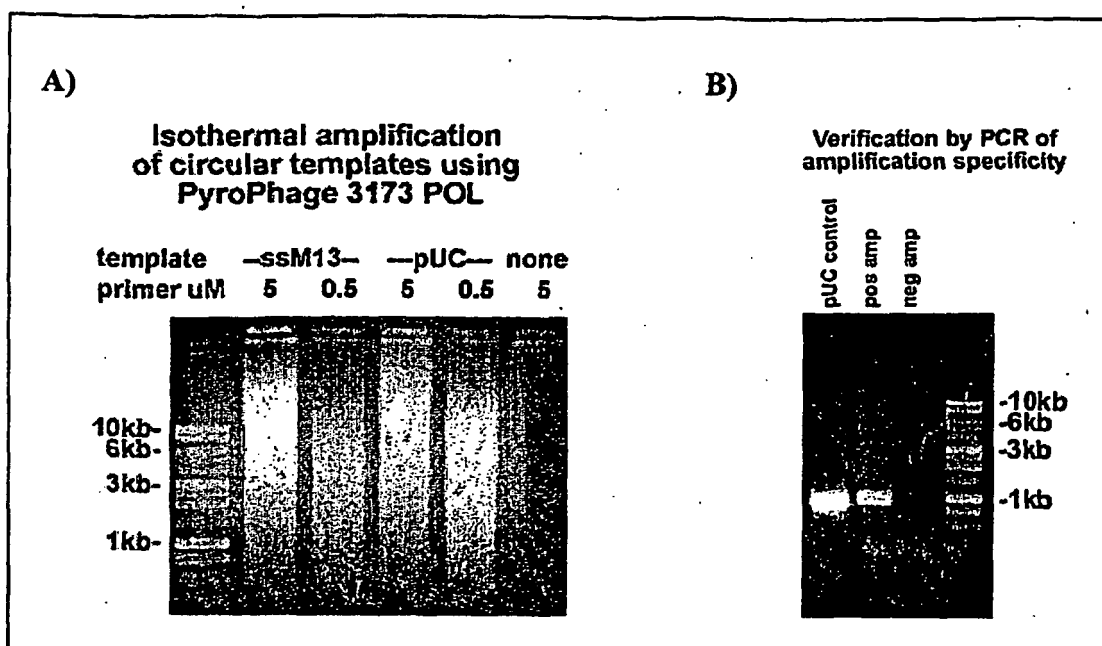 A)
Isothermal amplification
of circular templates using
PyroPhage 3173 POL
template –ssM13– —pUC— none
primer uM 5 0.5 5 0.5 5
10kb-
6kb-
3kb-
1kb-
B)
Verification by PCR of
amplification specificity
pUC control
pos amp
neg amp
-10kb
-6kb
-3kb
-1kb